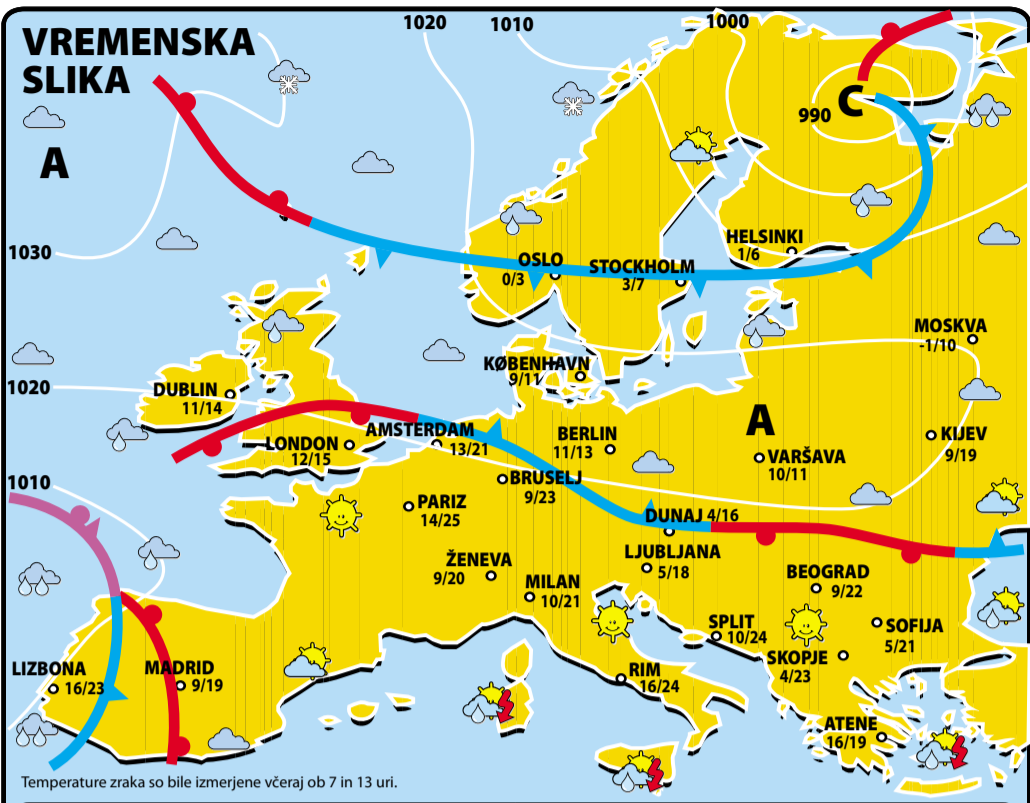 VREMENSKA
SLIKA
1020
1010
1000
990
C
A
1030
HELSINKI
1/6
OSLO
0/3
STOCKHOLM
3/7
MOSKVA
-1/10
KØBENHAVN
9/11
1020
DUBLIN
11/14
A
LONDON
12/15
AMSTERDAM
13/21
BERLIN
11/13
KIJEV
9/19
VARŠAVA
10/11
BRUSELJ
9/23
1010
PARIZ
14/25
DUNAJ 4/16
LJUBLJANA
5/18
ŽENEVA
9/20
MILAN
10/21
BEOGRAD
9/22
SPLIT
10/24
SOFIJA
5/21
SKOPJE
4/23
LIZBONA
16/23
MADRID
9/19
RIM
16/24
ATENE
16/19
Temperature zraka so bile izmerjene včeraj ob 7 in 13 uri.